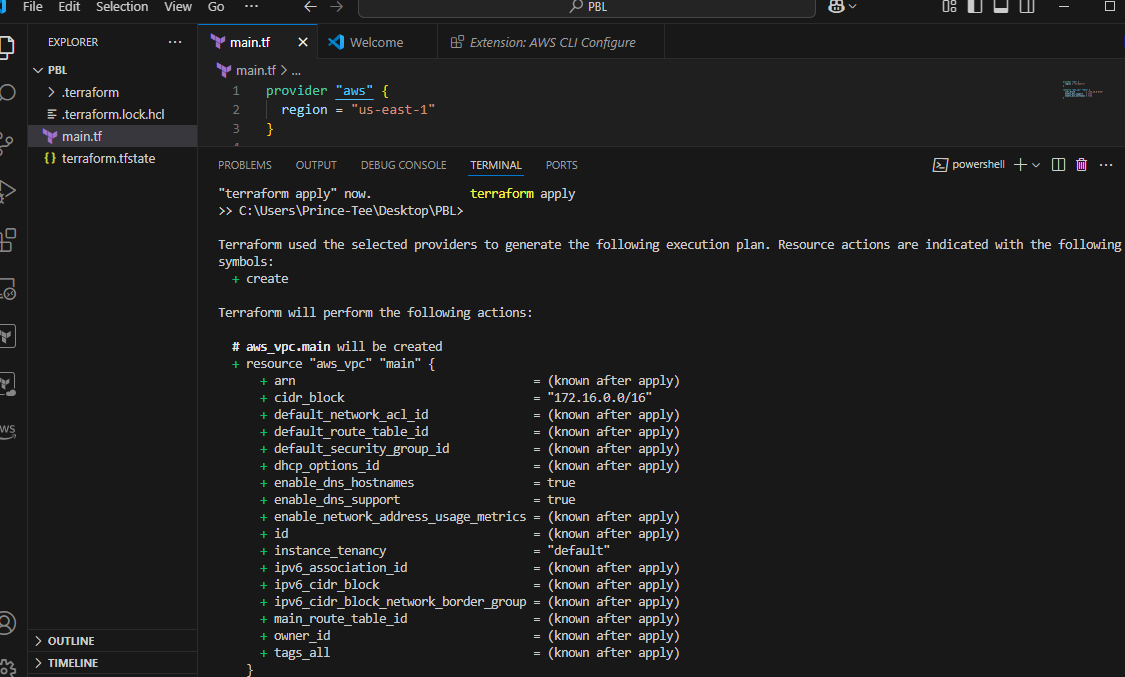 File Edit Selection View Go ··· PBL
EXPLORER ···
main.tf Welcome Extension: AWS CLI Configure
PBL
.terraform
.terraform.lock.hcl
main.tf
terraform.tfstate
main.tf > ...
1 provider "aws" {
2 region = "us-east-1"
3 }
PROBLEMS OUTPUT DEBUG CONSOLE TERMINAL PORTS powershell
"terraform apply" now. terraform apply
>> C:\Users\Prince-Tee\Desktop\PBL>
Terraform used the selected providers to generate the following execution plan. Resource actions are indicated with the following
symbols:
+ create
Terraform will perform the following actions:
# aws_vpc.main will be created
+ resource "aws_vpc" "main" {
+ arn = (known after apply)
+ cidr_block = "172.16.0.0/16"
+ default_network_acl_id = (known after apply)
+ default_route_table_id = (known after apply)
+ default_security_group_id = (known after apply)
+ dhcp_options_id = (known after apply)
+ enable_dns_hostnames = true
+ enable_dns_support = true
+ enable_network_address_usage_metrics = (known after apply)
+ id = (known after apply)
+ instance_tenancy = "default"
+ ipv6_association_id = (known after apply)
+ ipv6_cidr_block = (known after apply)
+ ipv6_cidr_block_network_border_group = (known after apply)
+ main_route_table_id = (known after apply)
+ owner_id = (known after apply)
+ tags_all = (known after apply)
}
OUTLINE
TIMELINE